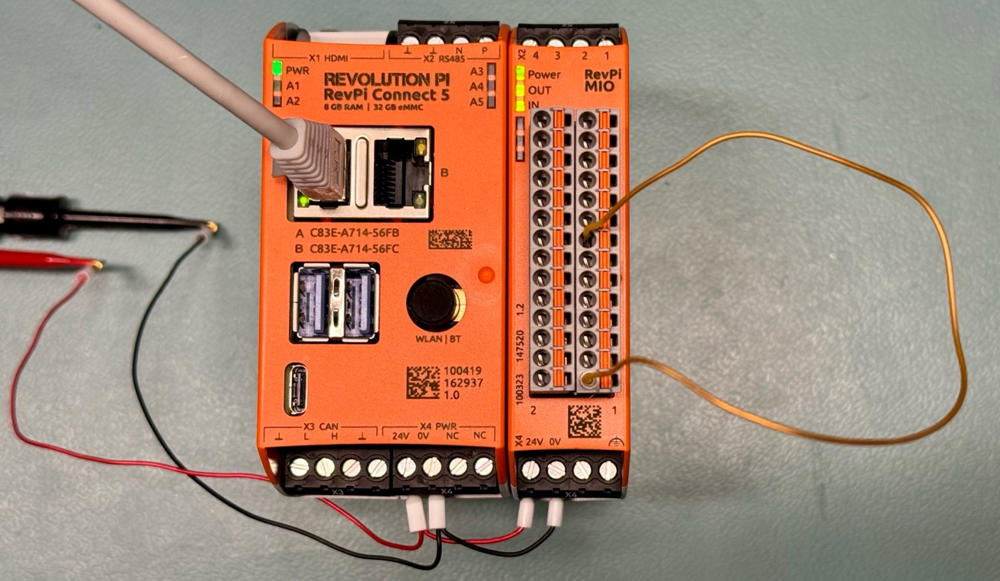 X1 HDMI
⊥ ⊥ N P
X2 RS485
PWR
A1
A2
REVOLUTION PI
RevPi Connect 5
8 GB RAM | 32 GB eMMC
A3
A4
A5
B
A C83E-A714-56FB
B C83E-A714-56FC
WLAN | BT
100419
162937
1.0
X3 CAN
⊥ L H ⊥
X4 PWR
24V 0V NC NC
X3
X4
X2 4 3 2 1
Power
OUT
IN
RevPi
MIO
100323 147520 1.2
2 1
X4 24V 0V
X4